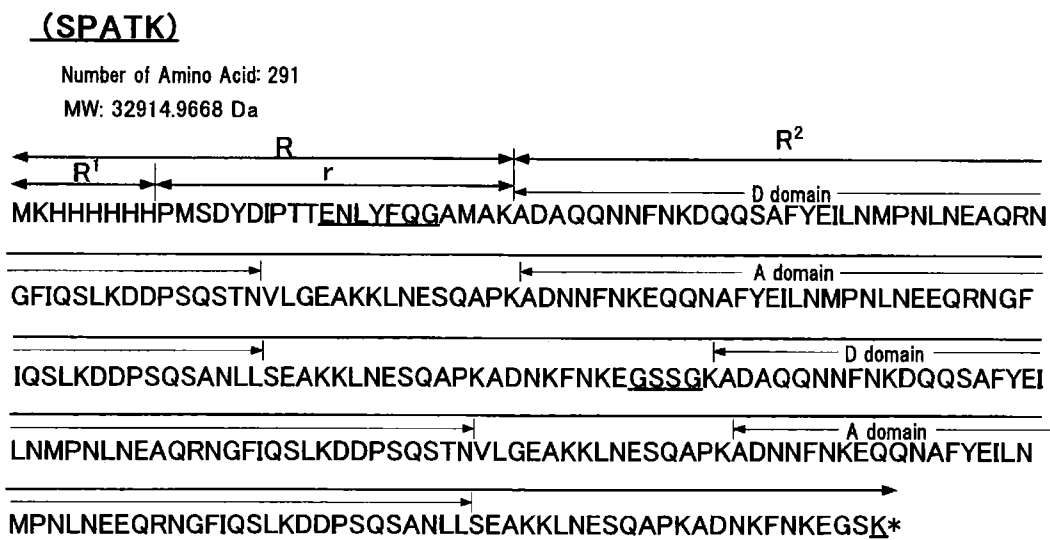 (SPATK)
Number of Amino Acid: 291
MW: 32914.9668 Da
R R²
R¹ r D domain
MKHHHHHHPMSDYDIPTTENLYFQGAMAKADAQQNNFNKDQQSAFYEILNMPNLNEAQRN
A domain
GFIQSLKDDPSQSTNVLGEAKKLNESQAPKADNNFNKEQQNAFYEILNMPNLNEEQRNGF
D domain
IQSLKDDPSQSANLLSEAKKLNESQAPKADNKFNKEGSSGKADAQQNNFNKDQQSAFYEI
A domain
LNMPNLNEAQRNGFIQSLKDDPSQSTNVLGEAKKLNESQAPKADNNFNKEQQNAFYEILN
MPNLNEEQRNGFIQSLKDDPSQSANLLSEAKKLNESQAPKADNKFNKEGSK*